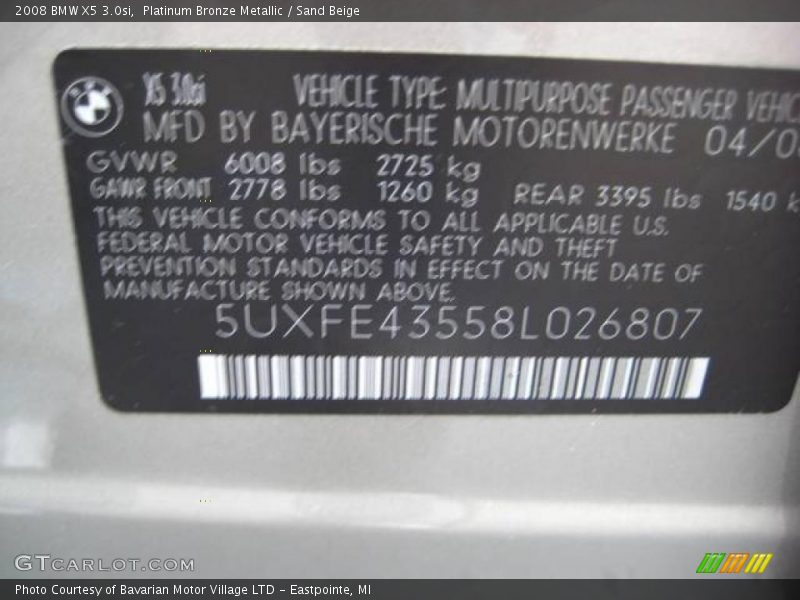 2008 BMW X5 3.0si, Platinum Bronze Metallic / Sand Beige
BMW
X5 3.0si VEHICLE TYPE MULTIPURPOSE PASSENGER VEHIC
MFD BY BAYERISCHE MOTORENWERKE 04/0
GVWR 6008 lbs 2725 kg
GAWR FRONT 2778 lbs 1260 kg REAR 3395 lbs 1540 k
THIS VEHICLE CONFORMS TO ALL APPLICABLE U.S.
FEDERAL MOTOR VEHICLE SAFETY AND THEFT
PREVENTION STANDARDS IN EFFECT ON THE DATE OF
MANUFACTURE SHOWN ABOVE.
5UXFE43558L026807
GTCARLOT.COM
Photo Courtesy of Bavarian Motor Village LTD - Eastpointe, MI